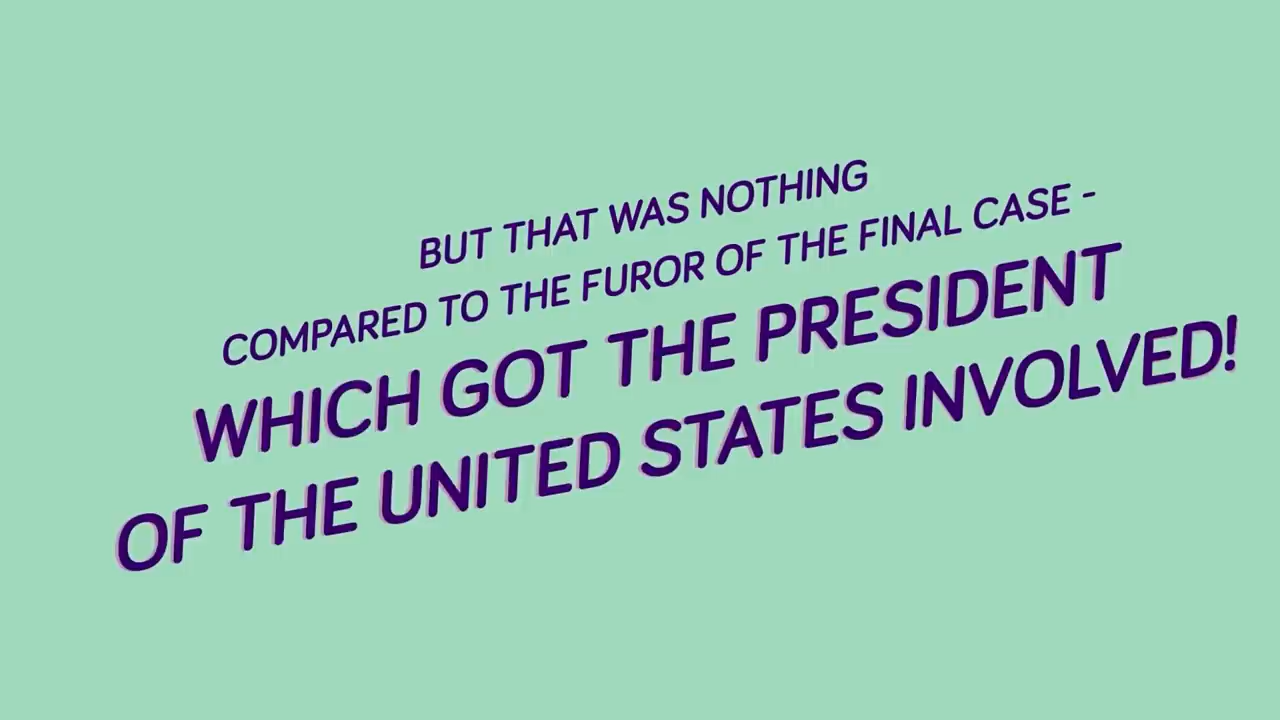 BUT THAT WAS NOTHING
COMPARED TO THE FUROR OF THE FINAL CASE -
WHICH GOT THE PRESIDENT
OF THE UNITED STATES INVOLVED!